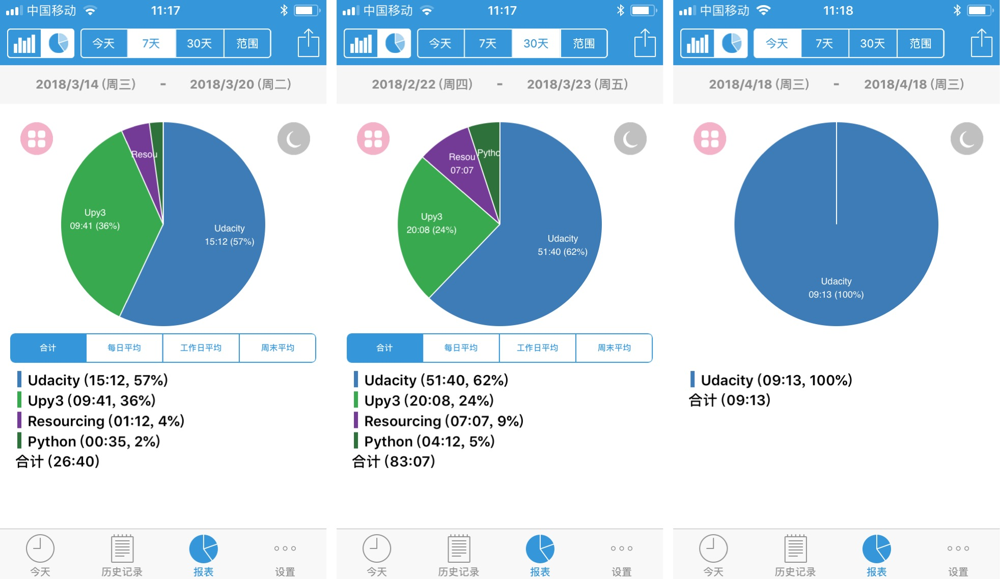 中国移动 11:17
今天 7天 30天 范围
2018/3/14 (周三) - 2018/3/20 (周二)
Resou
Upy3
09:41 (36%)
Udacity
15:12 (57%)
合计 每日平均 工作日平均 周末平均
Udacity (15:12, 57%)
Upy3 (09:41, 36%)
Resourcing (01:12, 4%)
Python (00:35, 2%)
合计 (26:40)
今天 历史记录 报表 设置
中国移动 11:17
今天 7天 30天 范围
2018/2/22 (周四) - 2018/3/23 (周五)
Resou
07:07
Pytho
Upy3
20:08 (24%)
Udacity
51:40 (62%)
合计 每日平均 工作日平均 周末平均
Udacity (51:40, 62%)
Upy3 (20:08, 24%)
Resourcing (07:07, 9%)
Python (04:12, 5%)
合计 (83:07)
今天 历史记录 报表 设置
中国移动 11:18
今天 7天 30天 范围
2018/4/18 (周三) - 2018/4/18 (周三)
Udacity
09:13 (100%)
Udacity (09:13, 100%)
合计 (09:13)
今天 历史记录 报表 设置